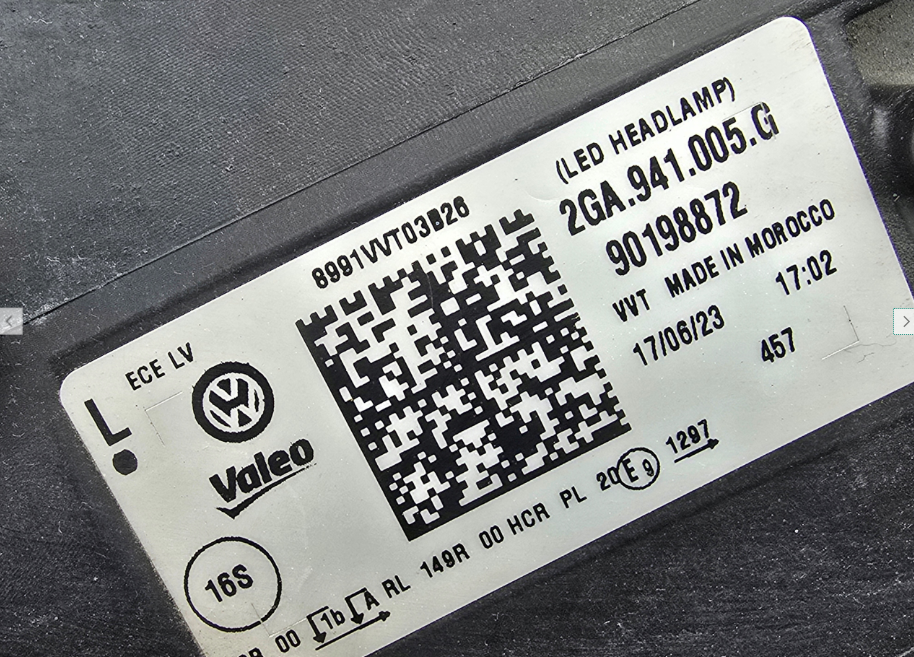 (LED HEADLAMP)
2GA.941.005.G
90198872
VVT MADE IN MOROCCO
17/06/23 17:02
457
8991VVT03B26
ECE LV
L
Valeo
16S
00 1b A RL 149R 00 HCR PL 20 E9 1297